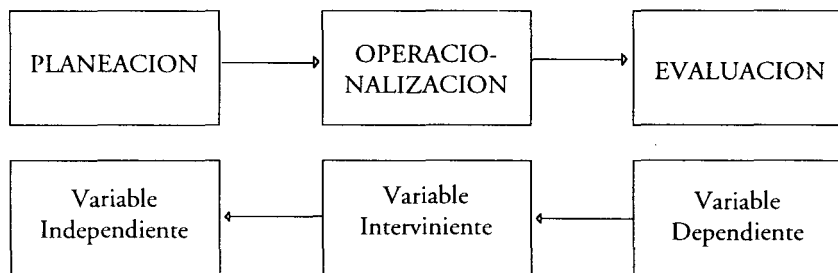 PLANEACION
OPERACIO-
NALIZACION
EVALUACION
Variable
Independiente
Variable
Interviniente
Variable
Dependiente